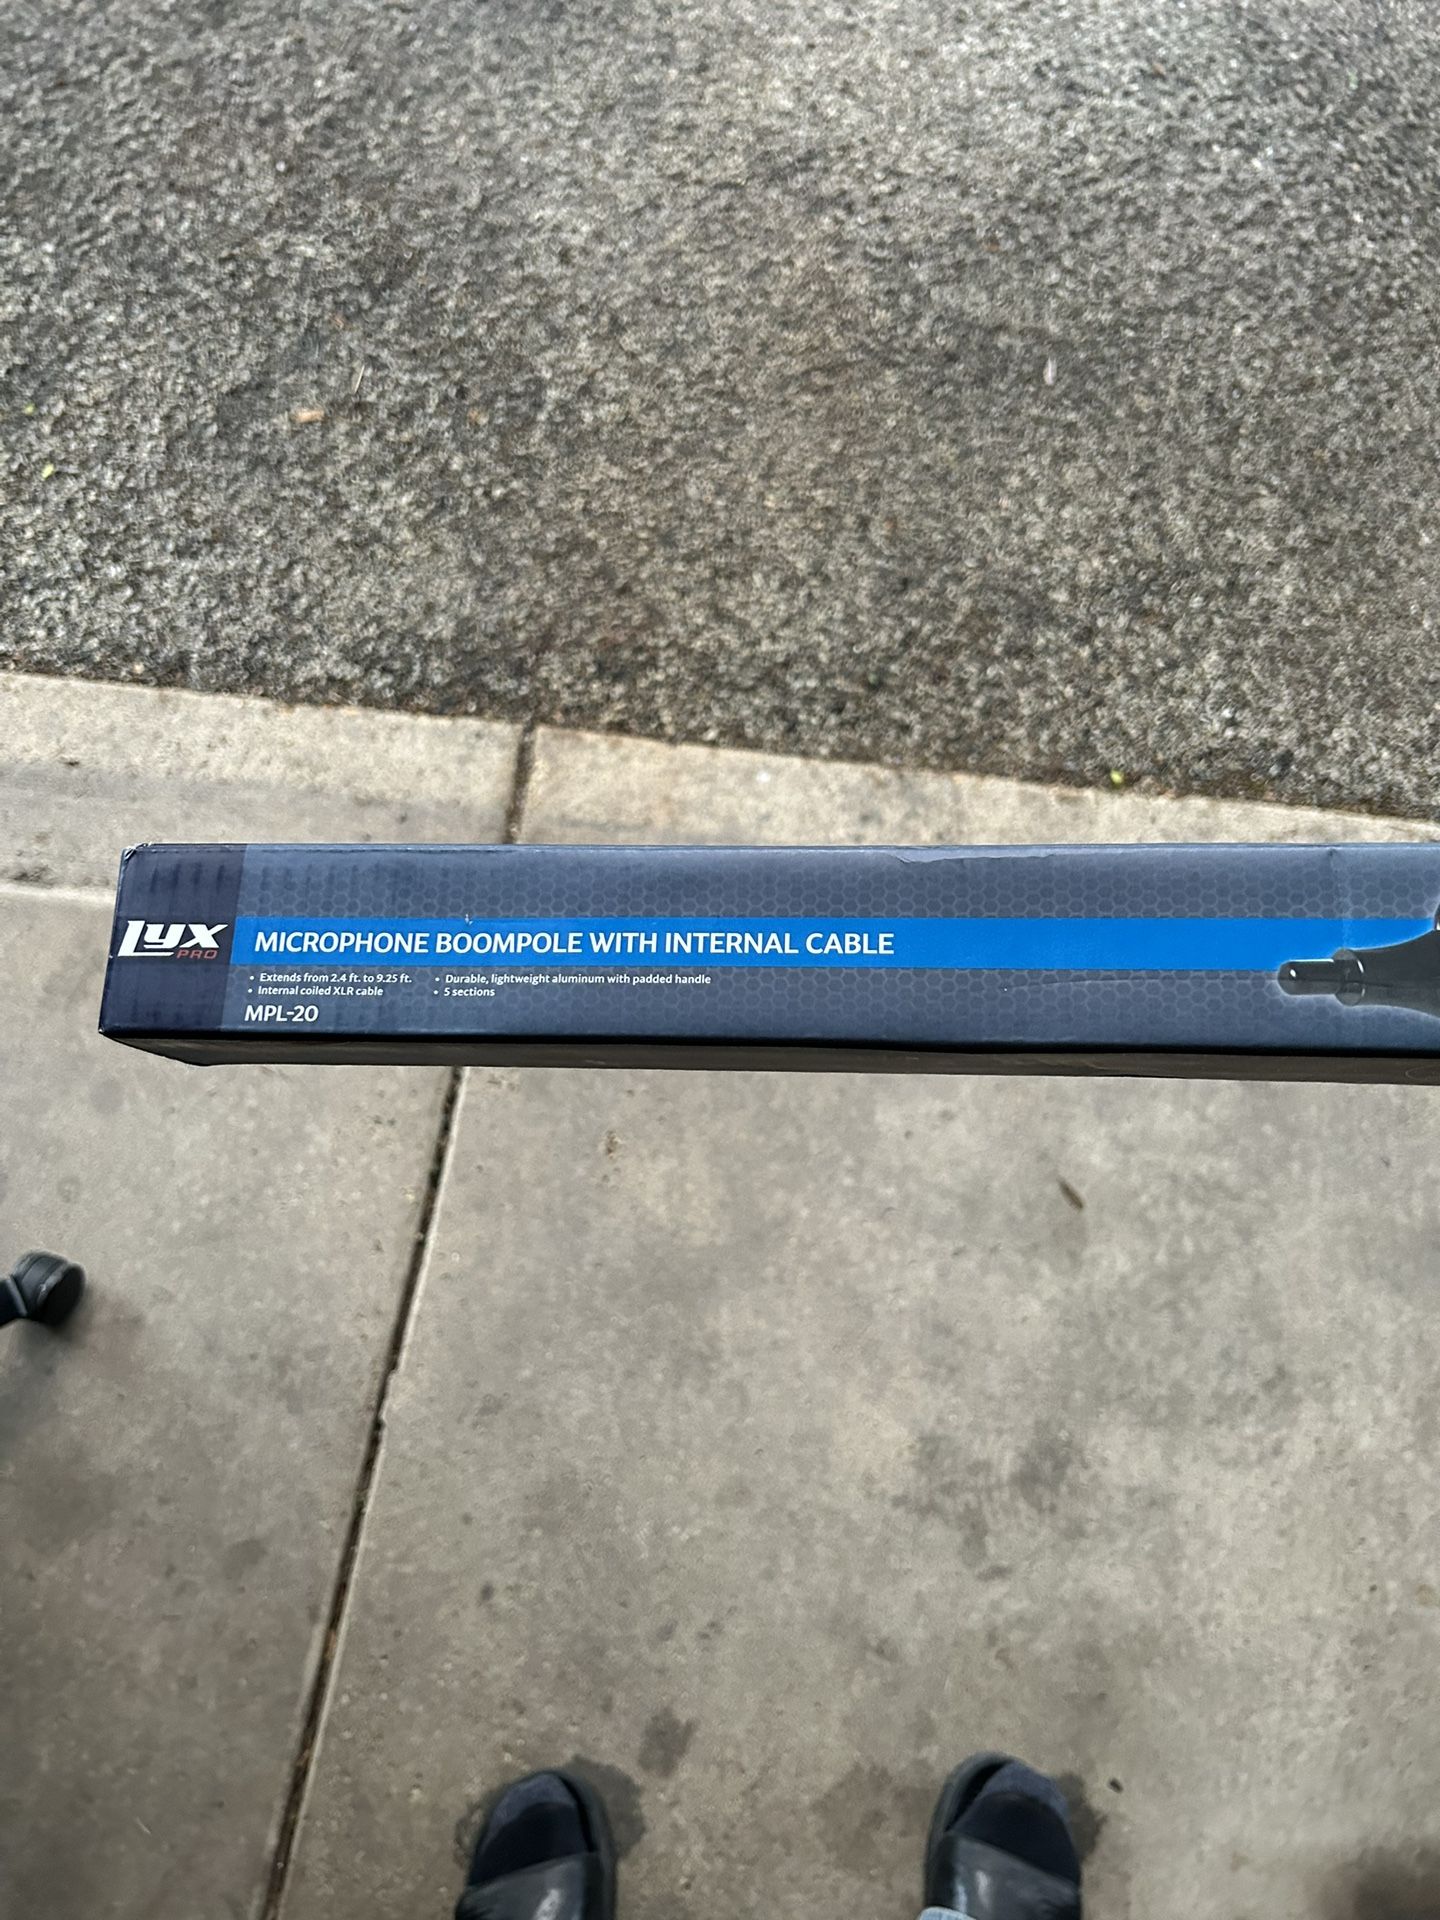 LyX
PRO
MICROPHONE BOOMPOLE WITH INTERNAL CABLE
• Extends from 2.4 ft. to 9.25 ft.
• Internal coiled XLR cable
• Durable, lightweight aluminum with padded handle
• 5 sections
MPL-20